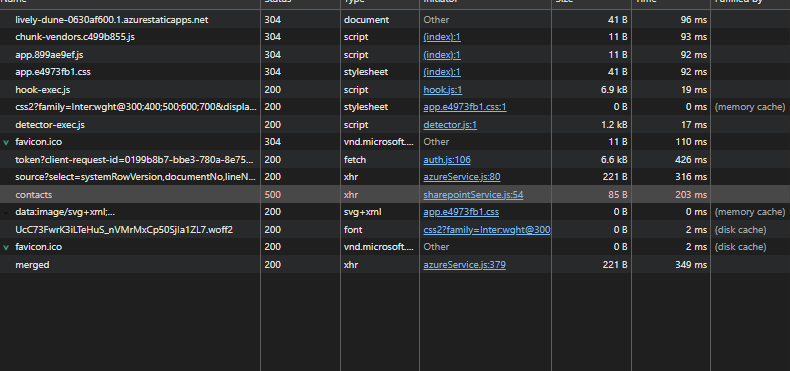 Name Status Type Initiator Size Time Fulfilled by
lively-dune-0630af600.1.azurestaticapps.net 304 document Other 41 B 96 ms
chunk-vendors.c499b855.js 304 script (index):1 11 B 93 ms
app.899ae9ef.js 304 script (index):1 11 B 92 ms
app.e4973fb1.css 304 stylesheet (index):1 41 B 92 ms
hook-exec.js 200 script hook.js:1 6.9 kB 19 ms
css2?family=Inter:wght@300;400;500;600;700&displa... 200 stylesheet app.e4973fb1.css:1 0 B 0 ms (memory cache)
detector-exec.js 200 script detector.js:1 1.2 kB 17 ms
favicon.ico 304 vnd.microsoft.... Other 11 B 110 ms
token?client-request-id=0199b8b7-bbe3-780a-8e75... 200 fetch auth.js:106 6.6 kB 426 ms
source?select=systemRowVersion,documentNo,lineN... 200 xhr azureService.js:80 221 B 316 ms
contacts 500 xhr sharepointService.js:54 85 B 203 ms
data:image/svg+xml;... 200 svg+xml app.e4973fb1.css 0 B 0 ms (memory cache)
UcC73FwrK3iLTeHuS_nVMrMxCp50SjIa1ZL7.woff2 200 font css2?family=Inter:wght@300 0 B 2 ms (disk cache)
favicon.ico 200 vnd.microsoft.... Other 0 B 2 ms (disk cache)
merged 200 xhr azureService.js:379 221 B 349 ms